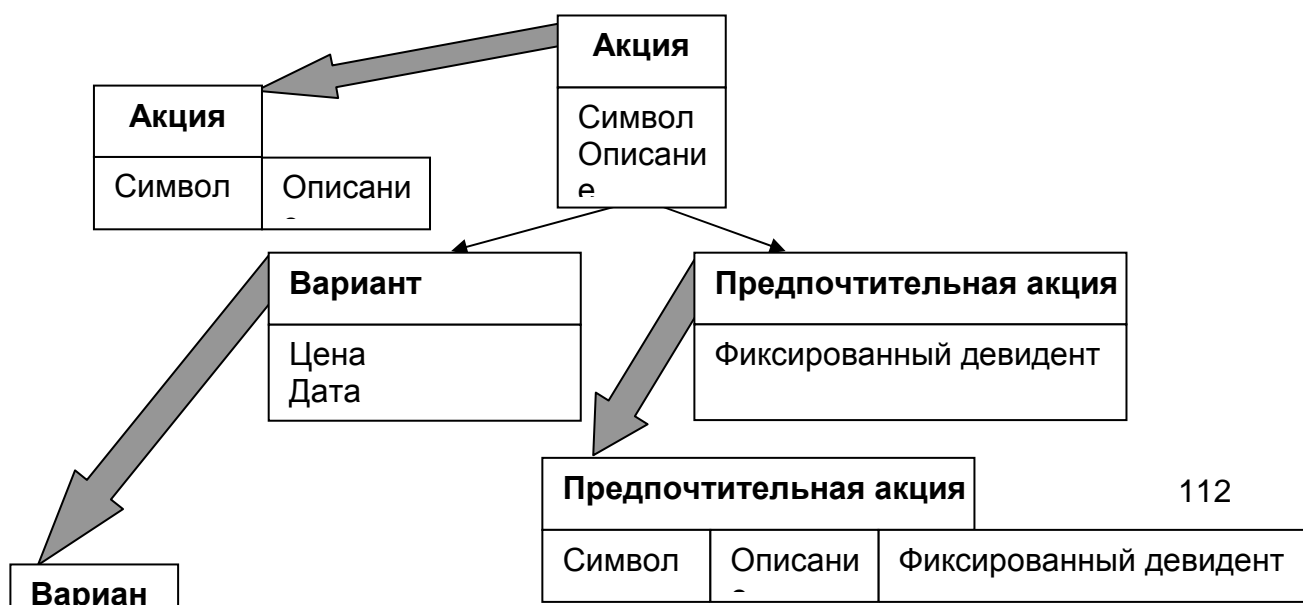 Акция
Символ
Описани
е
Акция
Символ
Описани
Вариант
Цена
Дата
Предпочтительная акция
Фиксированный девидент
Предпочтительная акция
112
Символ
Описани
Фиксированный девидент
Вариан